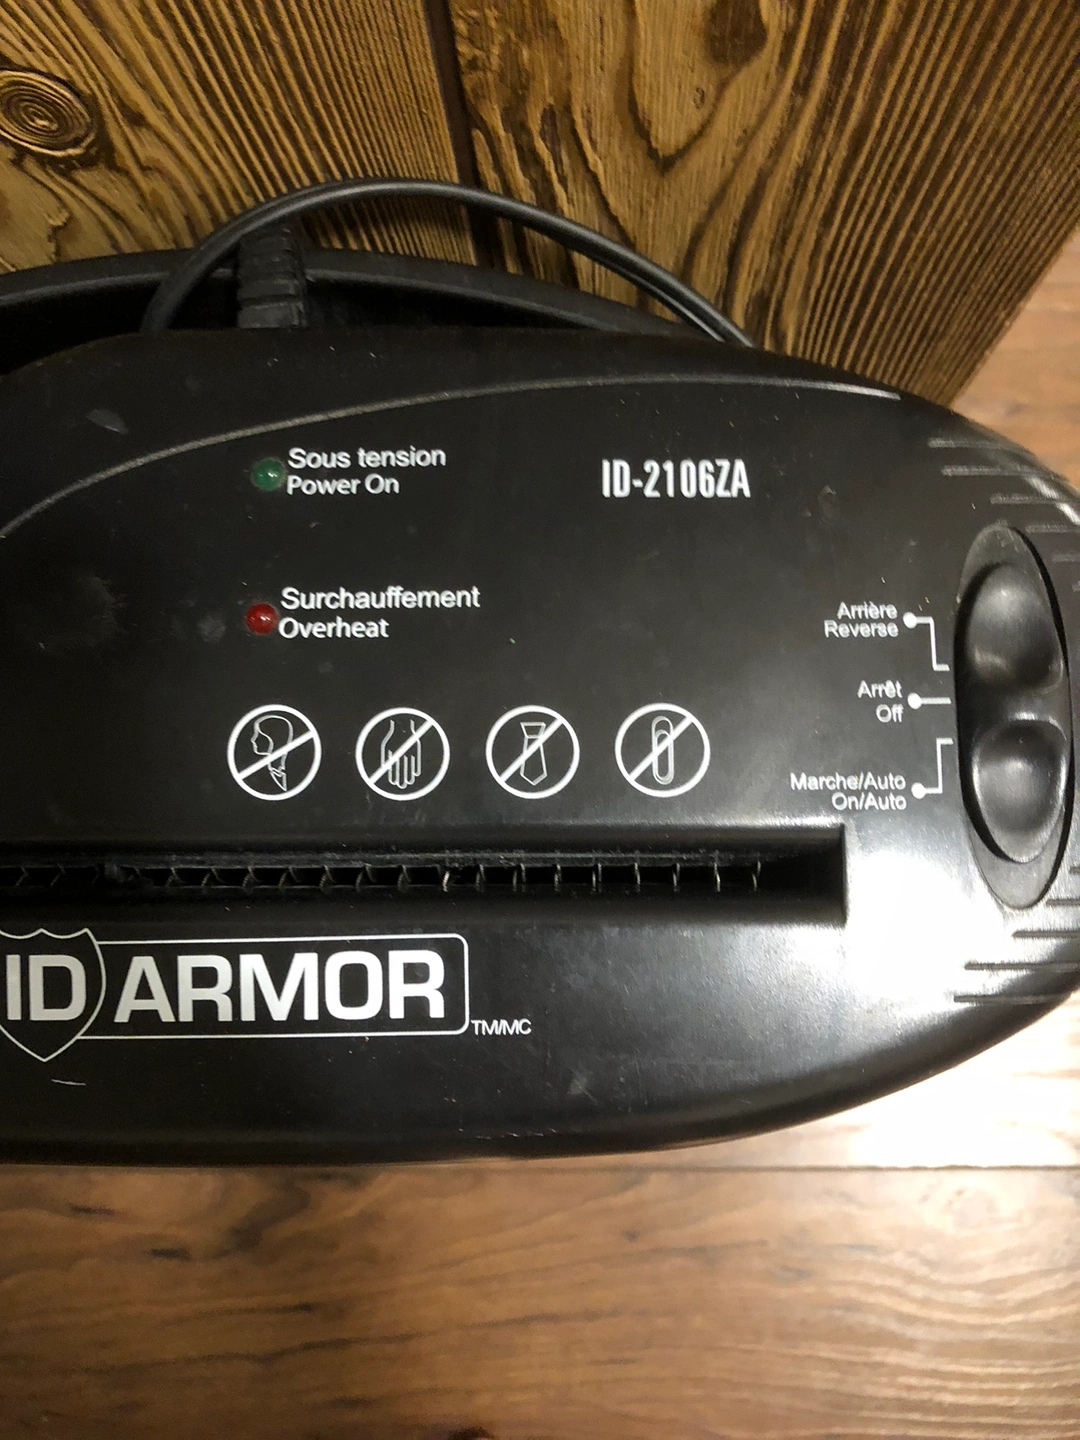 Sous tension
Power On
ID-2106ZA
Surchauffement
Overheat
Arrière
Reverse
Arrêt
Off
Marche/Auto
On/Auto
ID ARMOR
TM/MC